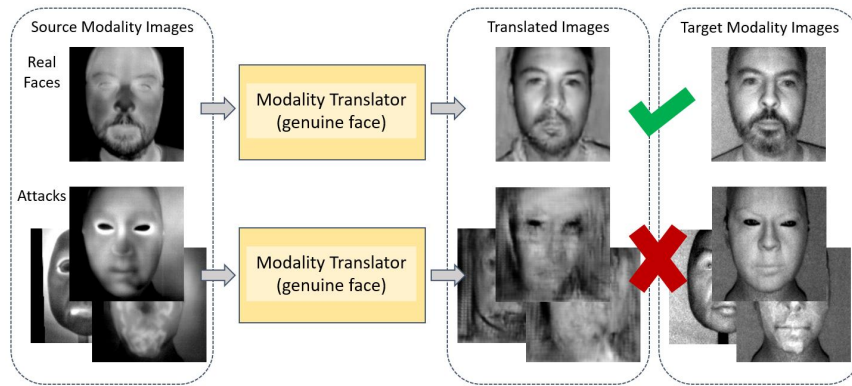 Source Modality Images
Translated Images
Target Modality Images
Real
Faces
Modality Translator
(genuine face)
Attacks
Modality Translator
(genuine face)